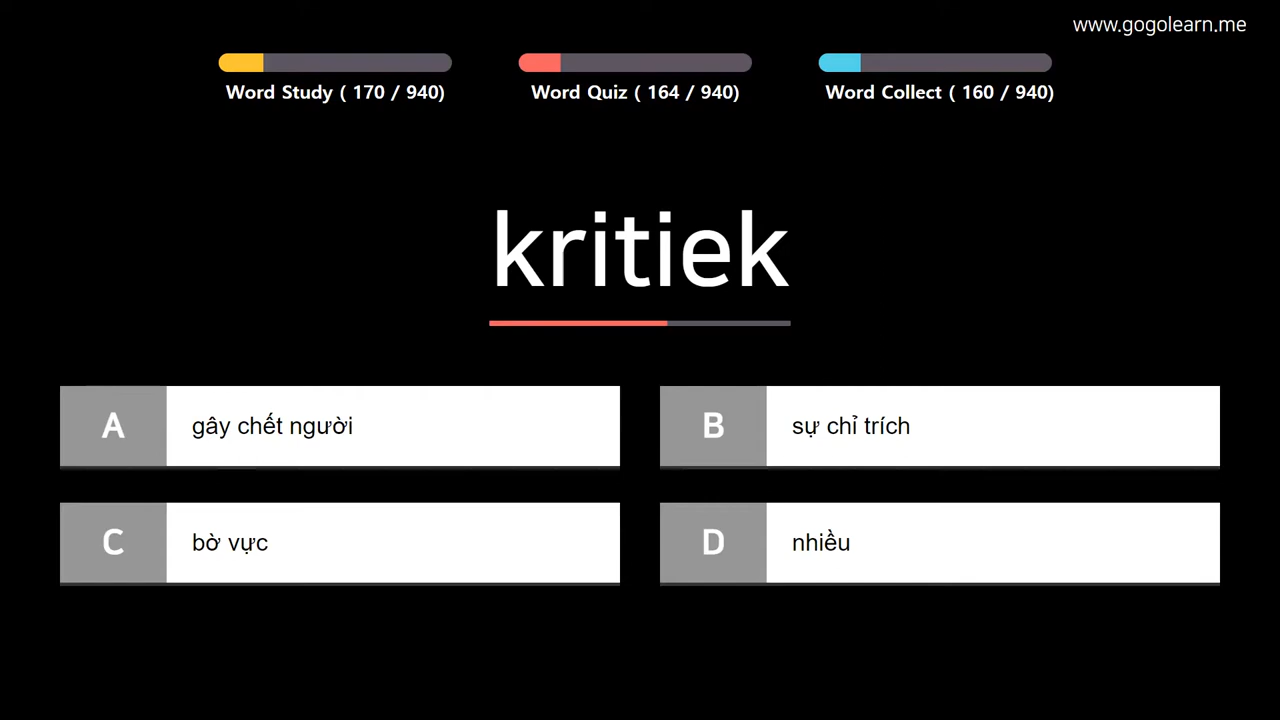 www.gogolearn.me
Word Study ( 170 / 940)
Word Quiz ( 164 / 940)
Word Collect ( 160 / 940)
kritiek
A gây chết người
B sự chỉ trích
C bờ vực
D nhiều